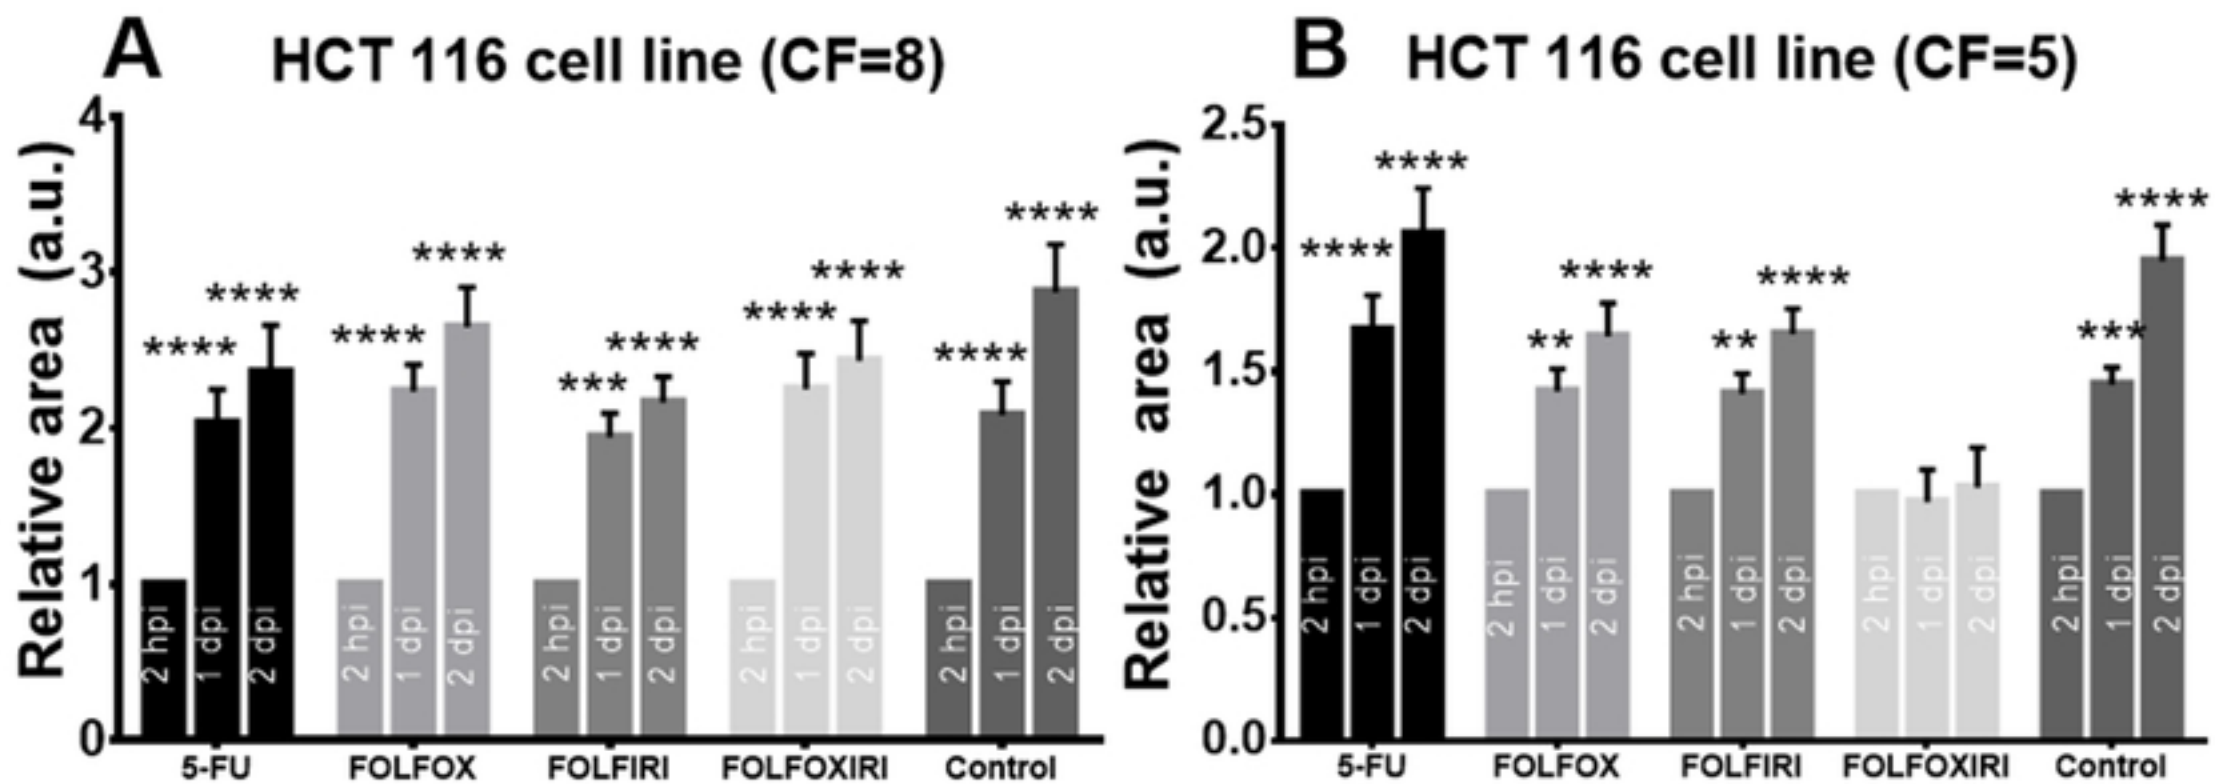 A HCT 116 cell line (CF=8)
Relative area (a.u.)
4
3
2
1
0
**** ****
**** ****
*** ****
**** ****
**** ****
2 hpi 1 dpi 2 dpi
2 hpi 1 dpi 2 dpi
2 hpi 1 dpi 2 dpi
2 hpi 1 dpi 2 dpi
2 hpi 1 dpi 2 dpi
5-FU FOLFOX FOLFIRI FOLFOXIRI Control
B HCT 116 cell line (CF=5)
Relative area (a.u.)
2.5
2.0
1.5
1.0
0.5
0.0
**** ****
** ****
** ****
*** ****
2 hpi 1 dpi 2 dpi
2 hpi 1 dpi 2 dpi
2 hpi 1 dpi 2 dpi
2 hpi 1 dpi 2 dpi
2 hpi 1 dpi 2 dpi
5-FU FOLFOX FOLFIRI FOLFOXIRI Control